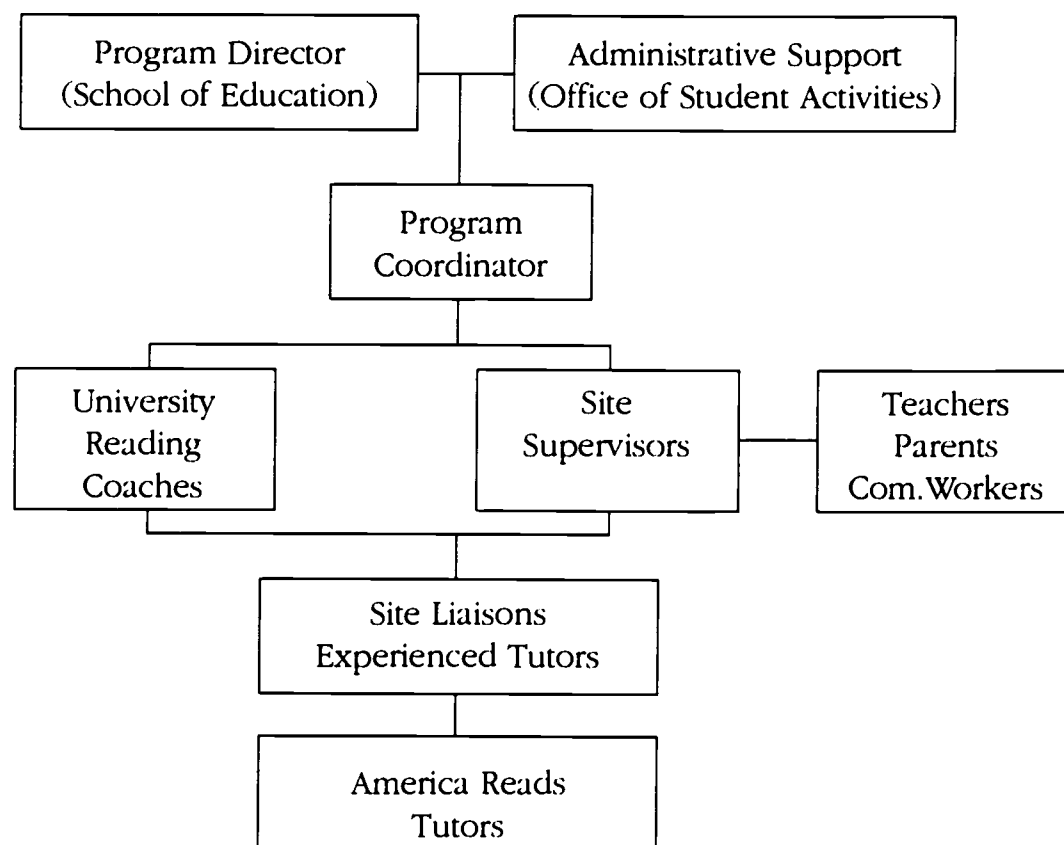 Program Director
(School of Education)
Administrative Support
(Office of Student Activities)
Program
Coordinator
University
Reading
Coaches
Site
Supervisors
Teachers
Parents
Com.Workers
Site Liaisons
Experienced Tutors
America Reads
Tutors